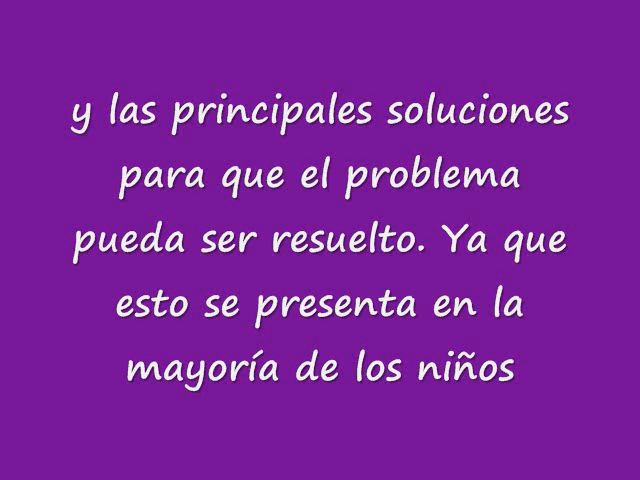 y las principales soluciones
para que el problema
pueda ser resuelto. Ya que
esto se presenta en la
mayoría de los niños